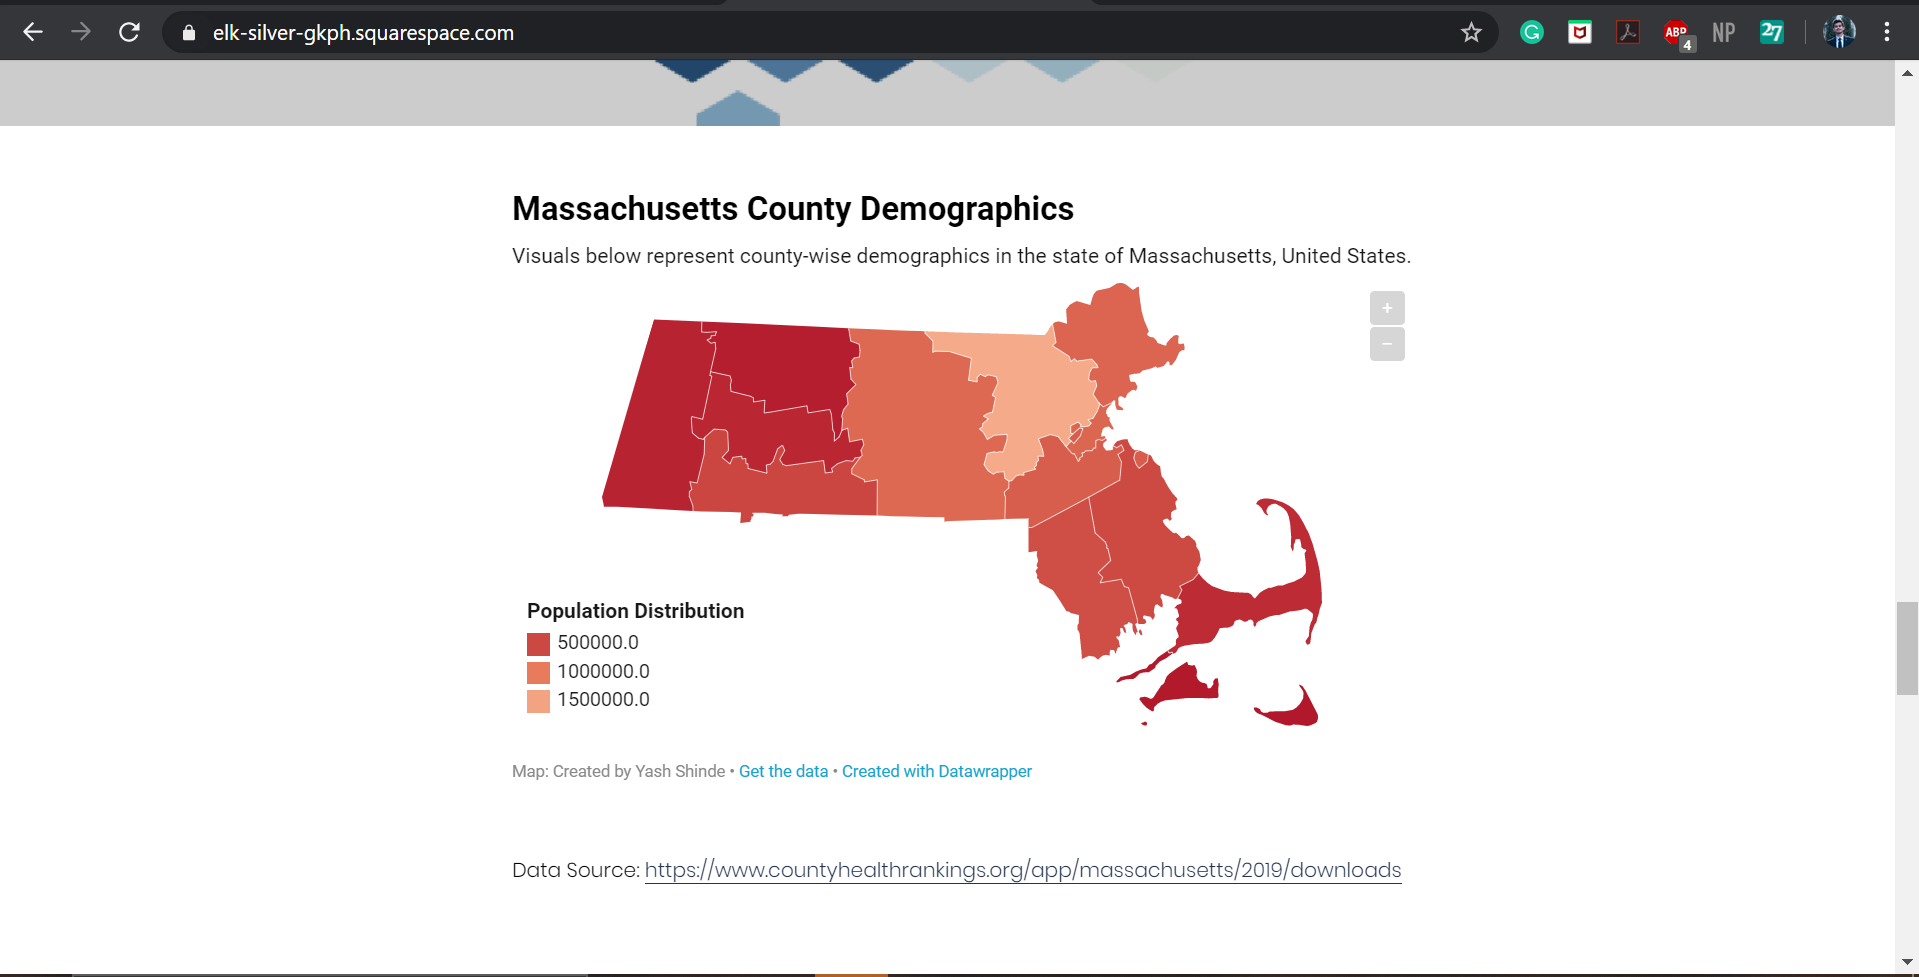 elk-silver-gkph.squarespace.com
ABP
4
NP
27
Massachusetts County Demographics
Visuals below represent county-wise demographics in the state of Massachusetts, United States.
+
−
Population Distribution
500000.0
1000000.0
1500000.0
Map: Created by Yash Shinde • Get the data • Created with Datawrapper
Data Source: https://www.countyhealthrankings.org/app/massachusetts/2019/downloads